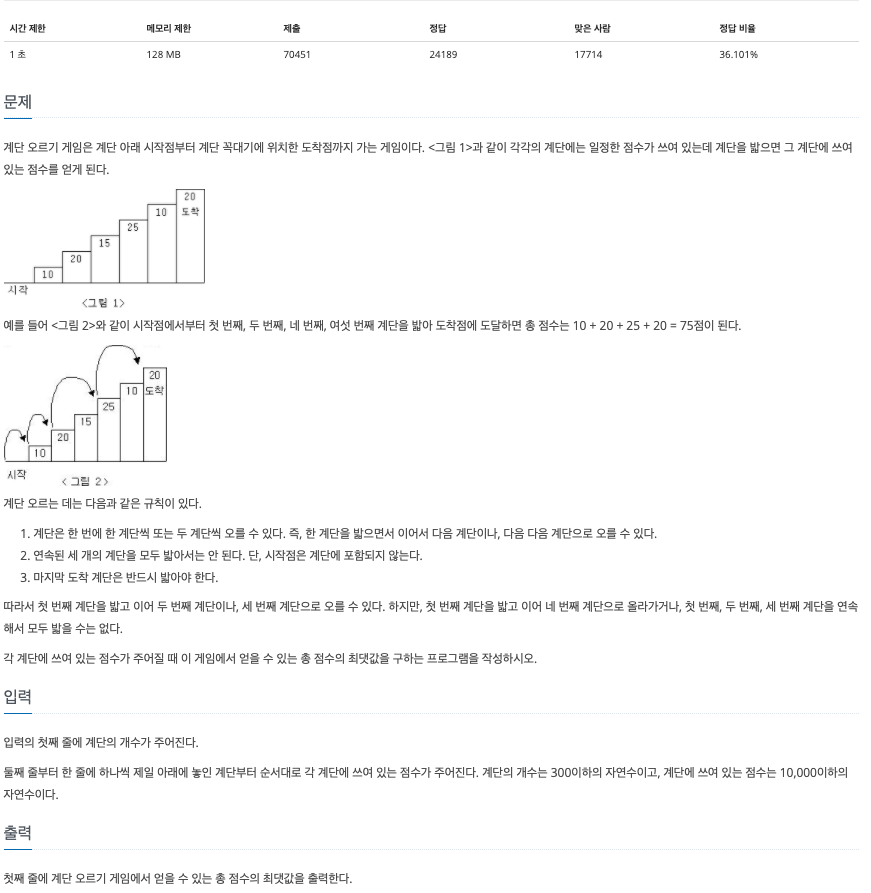 시간 제한 메모리 제한 제출 정답 맞은 사람 정답 비율
1 초 128 MB 70451 24189 17714 36.101%
문제
계단 오르기 게임은 계단 아래 시작점부터 계단 꼭대기에 위치한 도착점까지 가는 게임이다. <그림 1>과 같이 각각의 계단에는 일정한 점수가 쓰여 있는데 계단을 밟으면 그 계단에 쓰여
있는 점수를 얻게 된다.
20
10 도착
25
15
20
10
시작
<그림 1>
예를 들어 <그림 2>와 같이 시작점에서부터 첫 번째, 두 번째, 네 번째, 여섯 번째 계단을 밟아 도착점에 도달하면 총 점수는 10 + 20 + 25 + 20 = 75점이 된다.
20
10 도착
25
15
20
10
시작
< 그림 2>
계단 오르는 데는 다음과 같은 규칙이 있다.
1. 계단은 한 번에 한 계단씩 또는 두 계단씩 오를 수 있다. 즉, 한 계단을 밟으면서 이어서 다음 계단이나, 다음 다음 계단으로 오를 수 있다.
2. 연속된 세 개의 계단을 모두 밟아서는 안 된다. 단, 시작점은 계단에 포함되지 않는다.
3. 마지막 도착 계단은 반드시 밟아야 한다.
따라서 첫 번째 계단을 밟고 이어 두 번째 계단이나, 세 번째 계단으로 오를 수 있다. 하지만, 첫 번째 계단을 밟고 이어 네 번째 계단으로 올라가거나, 첫 번째, 두 번째, 세 번째 계단을 연속
해서 모두 밟을 수는 없다.
각 계단에 쓰여 있는 점수가 주어질 때 이 게임에서 얻을 수 있는 총 점수의 최댓값을 구하는 프로그램을 작성하시오.
입력
입력의 첫째 줄에 계단의 개수가 주어진다.
둘째 줄부터 한 줄에 하나씩 제일 아래에 놓인 계단부터 순서대로 각 계단에 쓰여 있는 점수가 주어진다. 계단의 개수는 300이하의 자연수이고, 계단에 쓰여 있는 점수는 10,000이하의
자연수이다.
출력
첫째 줄에 계단 오르기 게임에서 얻을 수 있는 총 점수의 최댓값을 출력한다.